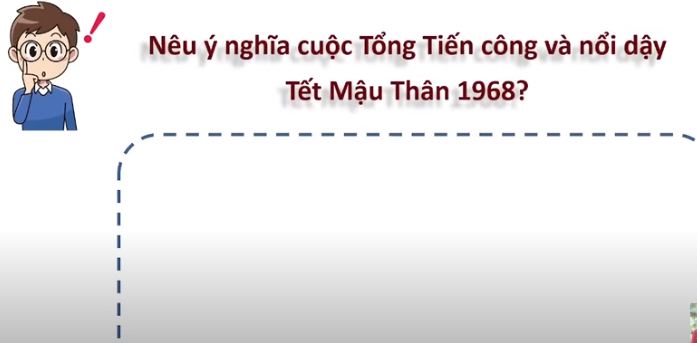 Nêu ý nghĩa cuộc Tổng Tiến công và nổi dậy
Tết Mậu Thân 1968?